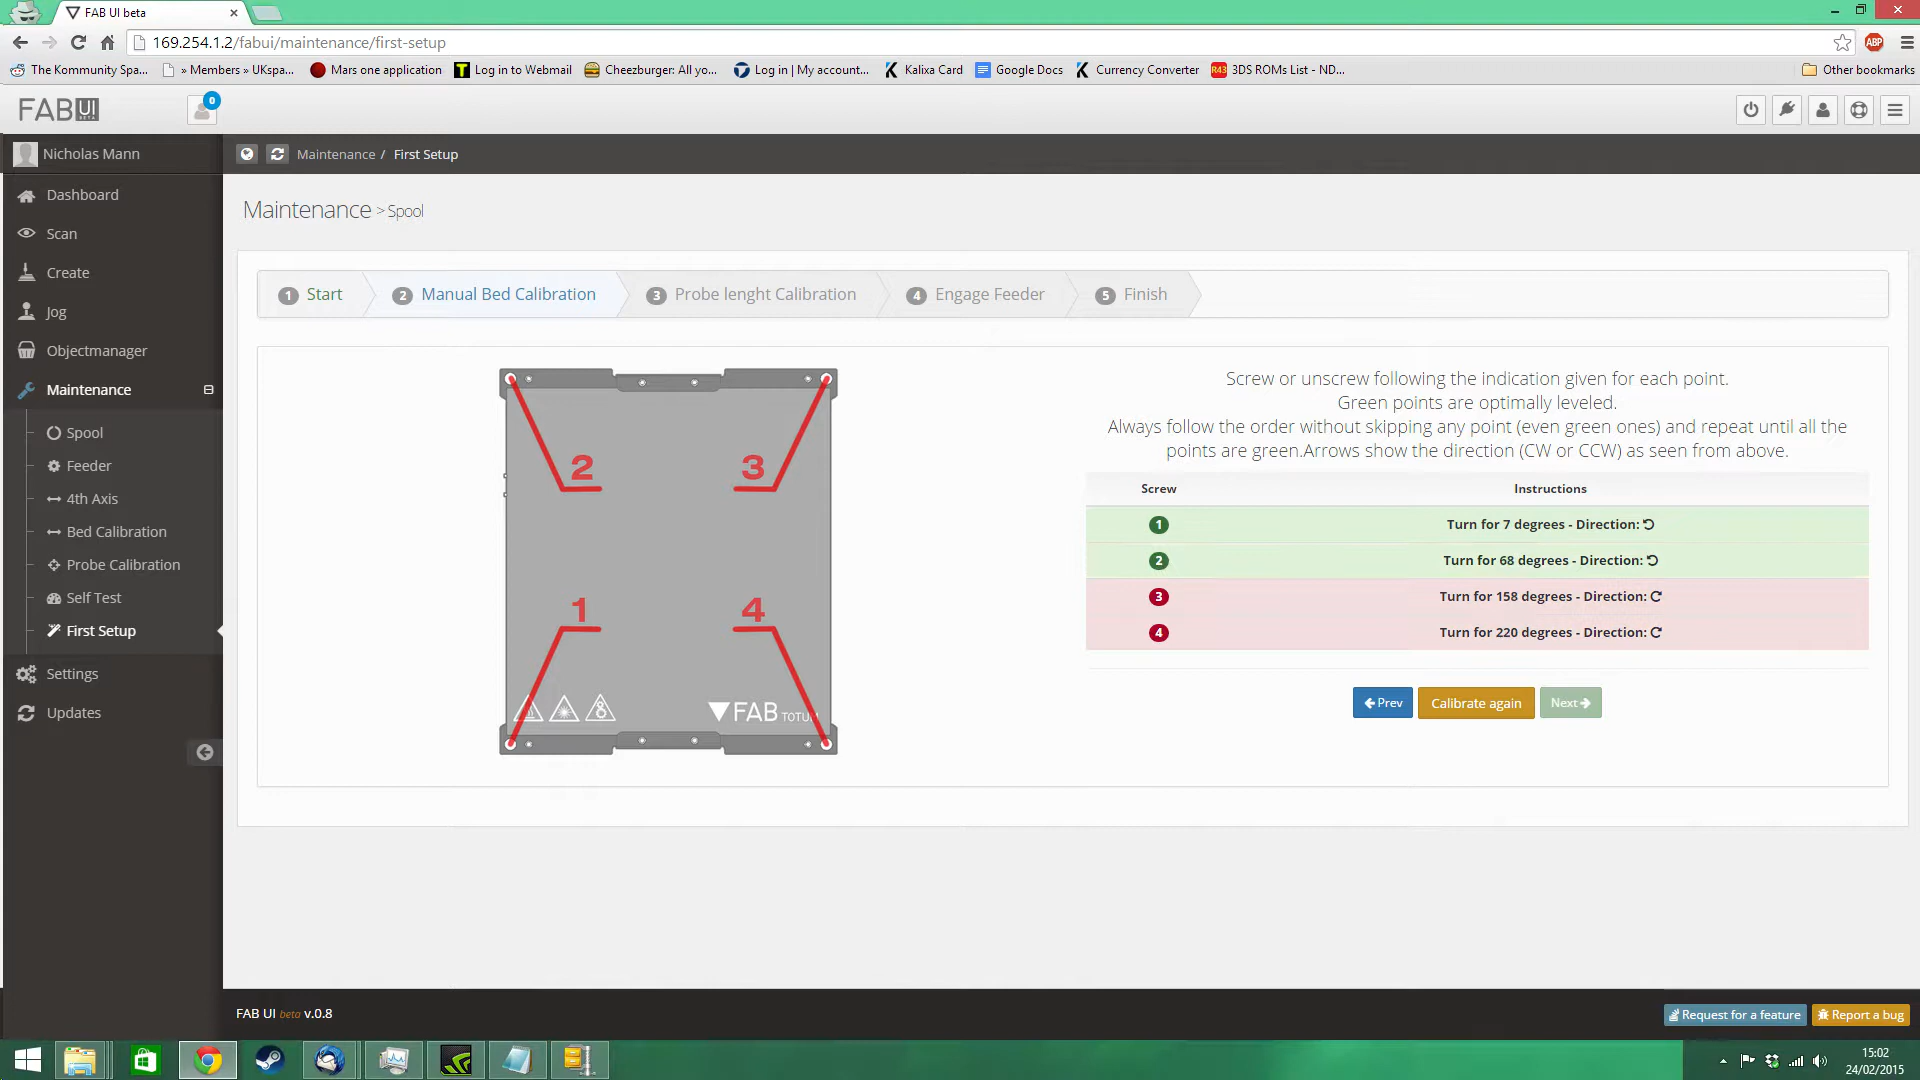 FAB UI beta
169.254.1.2/fabui/maintenance/first-setup
ABP
The Kommunity Spa... » Members » UKspa... Mars one application T Log in to Webmail Cheezburger: All yo... Log in | My account... Kalixa Card Google Docs Currency Converter R43 3DS ROMs List - ND... Other bookmarks
FABUI BETA 0
Nicholas Mann
Maintenance / First Setup
Dashboard
Scan
Create
Jog
Objectmanager
Maintenance
Spool
Feeder
4th Axis
Bed Calibration
Probe Calibration
Self Test
First Setup
Settings
Updates
Maintenance > Spool
1 Start 2 Manual Bed Calibration 3 Probe lenght Calibration 4 Engage Feeder 5 Finish
2 3
1 4
FAB TOTUM
Screw or unscrew following the indication given for each point.
Green points are optimally leveled.
Always follow the order without skipping any point (even green ones) and repeat until all the
points are green.Arrows show the direction (CW or CCW) as seen from above.
Screw Instructions
1 Turn for 7 degrees - Direction:
2 Turn for 68 degrees - Direction:
3 Turn for 158 degrees - Direction:
4 Turn for 220 degrees - Direction:
Prev Calibrate again Next
FAB UI beta v.0.8
Request for a feature Report a bug
15:02
24/02/2015